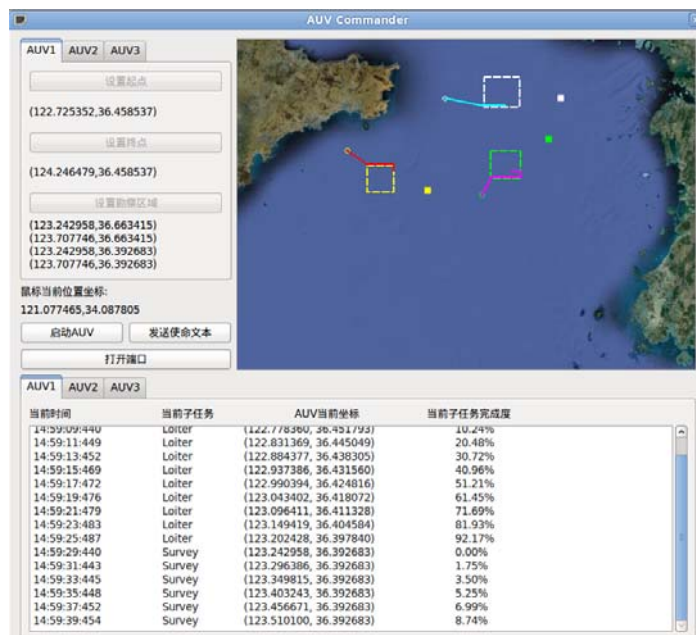 AUV Commander
AUV1 AUV2 AUV3
设置起点
(122.725352,36.458537)
设置终点
(124.246479,36.458537)
设置勘察区域
(123.242958,36.663415)
(123.707746,36.663415)
(123.242958,36.392683)
(123.707746,36.392683)
鼠标当前位置坐标:
121.077465,34.087805
启动AUV 发送使命文本
打开端口
AUV1 AUV2 AUV3
当前时间 当前子任务 AUV当前坐标 当前子任务完成度
14:59:09:440 Loiter (122.778360, 36.451793) 10.24%
14:59:11:449 Loiter (122.831369, 36.445049) 20.48%
14:59:13:452 Loiter (122.884377, 36.438305) 30.72%
14:59:15:469 Loiter (122.937386, 36.431560) 40.96%
14:59:17:472 Loiter (122.990394, 36.424816) 51.21%
14:59:19:476 Loiter (123.043402, 36.418072) 61.45%
14:59:21:479 Loiter (123.096411, 36.411328) 71.69%
14:59:23:483 Loiter (123.149419, 36.404584) 81.93%
14:59:25:487 Loiter (123.202428, 36.397840) 92.17%
14:59:29:440 Survey (123.242958, 36.392683) 0.00%
14:59:31:443 Survey (123.296386, 36.392683) 1.75%
14:59:33:445 Survey (123.349815, 36.392683) 3.50%
14:59:35:448 Survey (123.403243, 36.392683) 5.25%
14:59:37:452 Survey (123.456671, 36.392683) 6.99%
14:59:39:454 Survey (123.510100, 36.392683) 8.74%